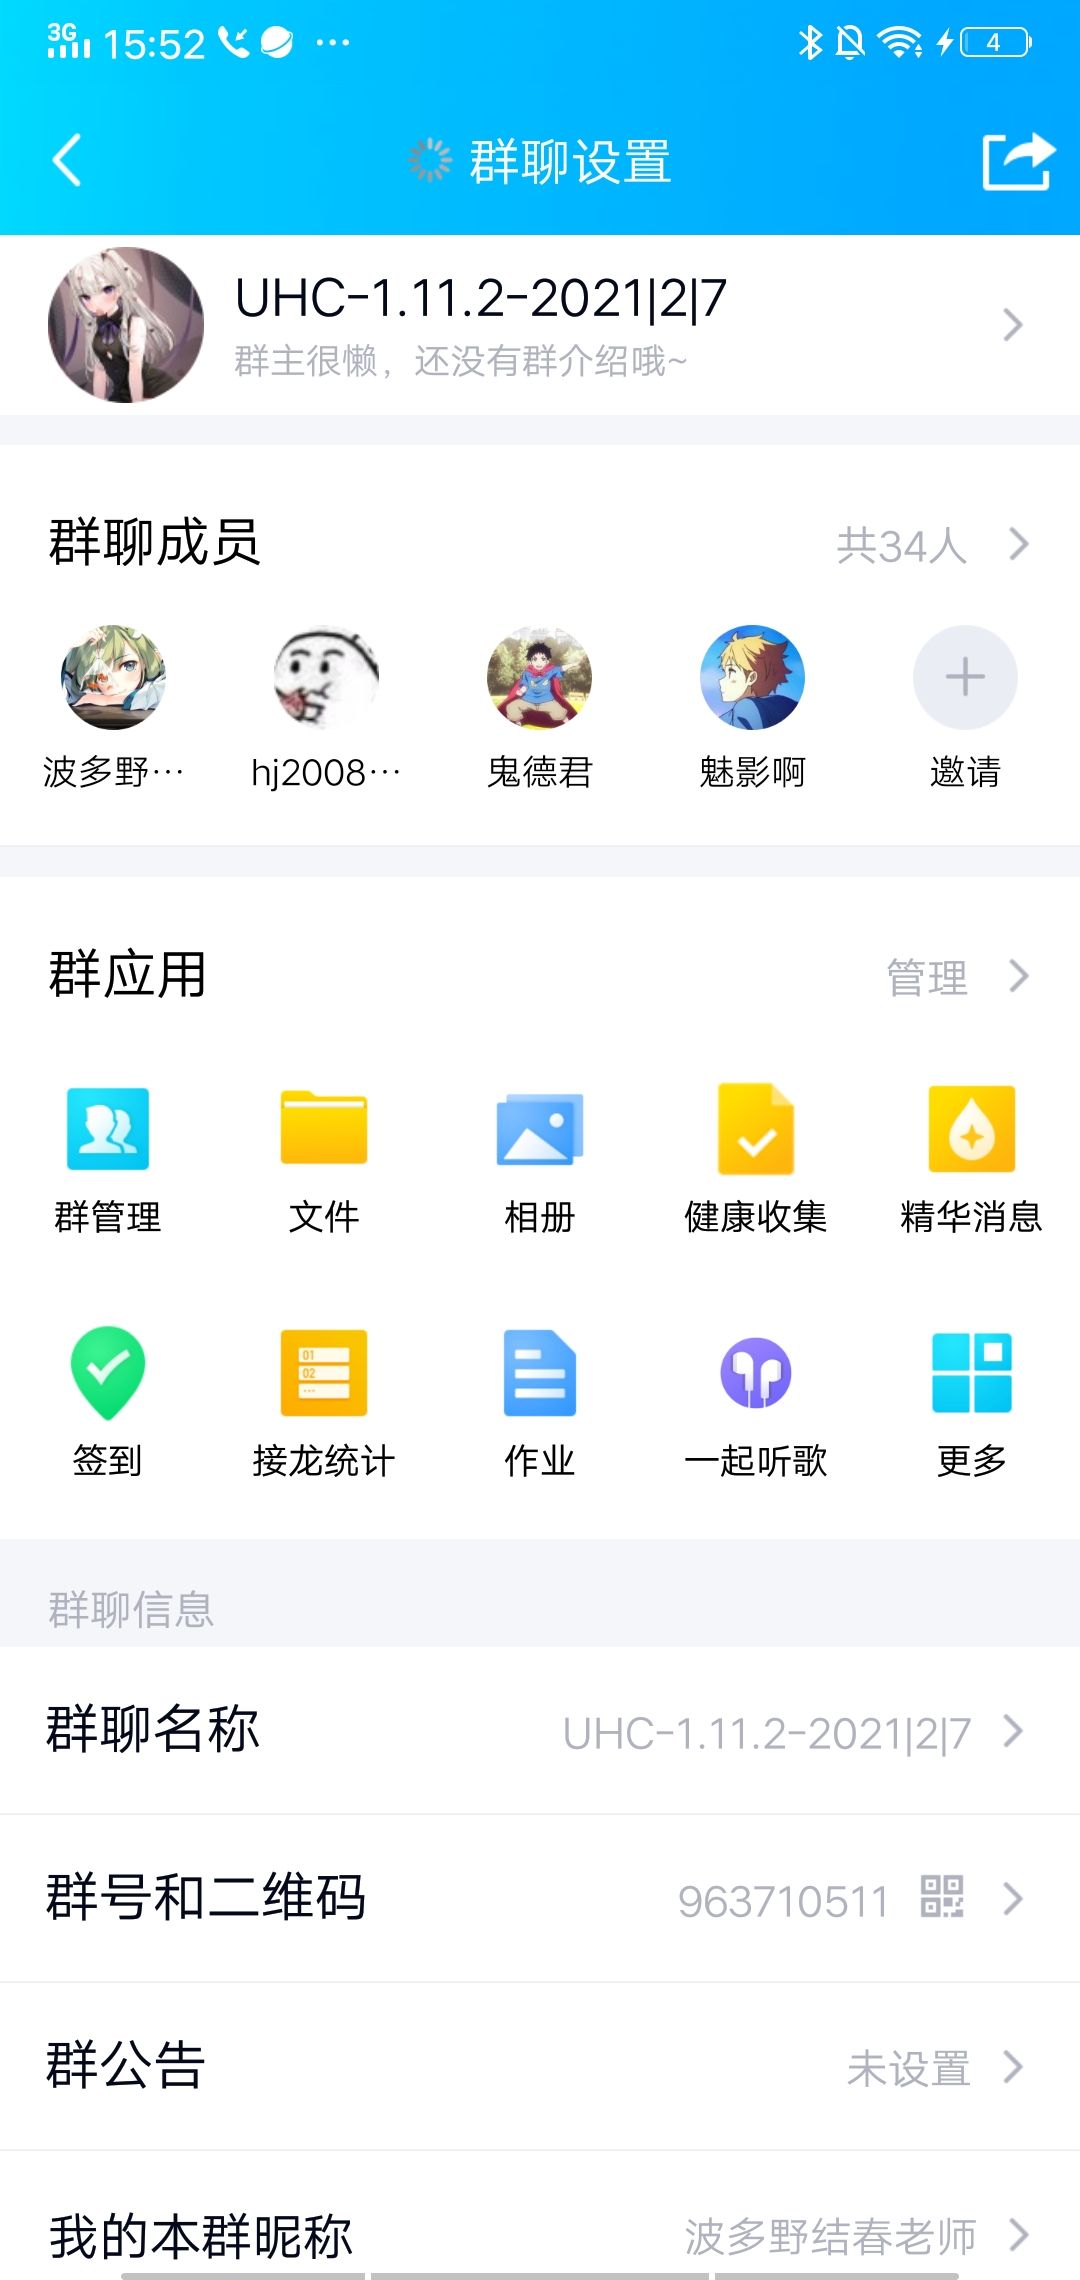 3G 15:52 4
群聊设置
UHC-1.11.2-2021|2|7
群主很懒，还没有群介绍哦~
群聊成员 共34人
波多野… hj2008… 鬼德君 魅影啊 邀请
群应用 管理
群管理 文件 相册 健康收集 精华消息
01
02
签到 接龙统计 作业 一起听歌 更多
群聊信息
群聊名称 UHC-1.11.2-2021|2|7
群号和二维码 963710511
群公告 未设置
我的本群昵称 波多野结春老师